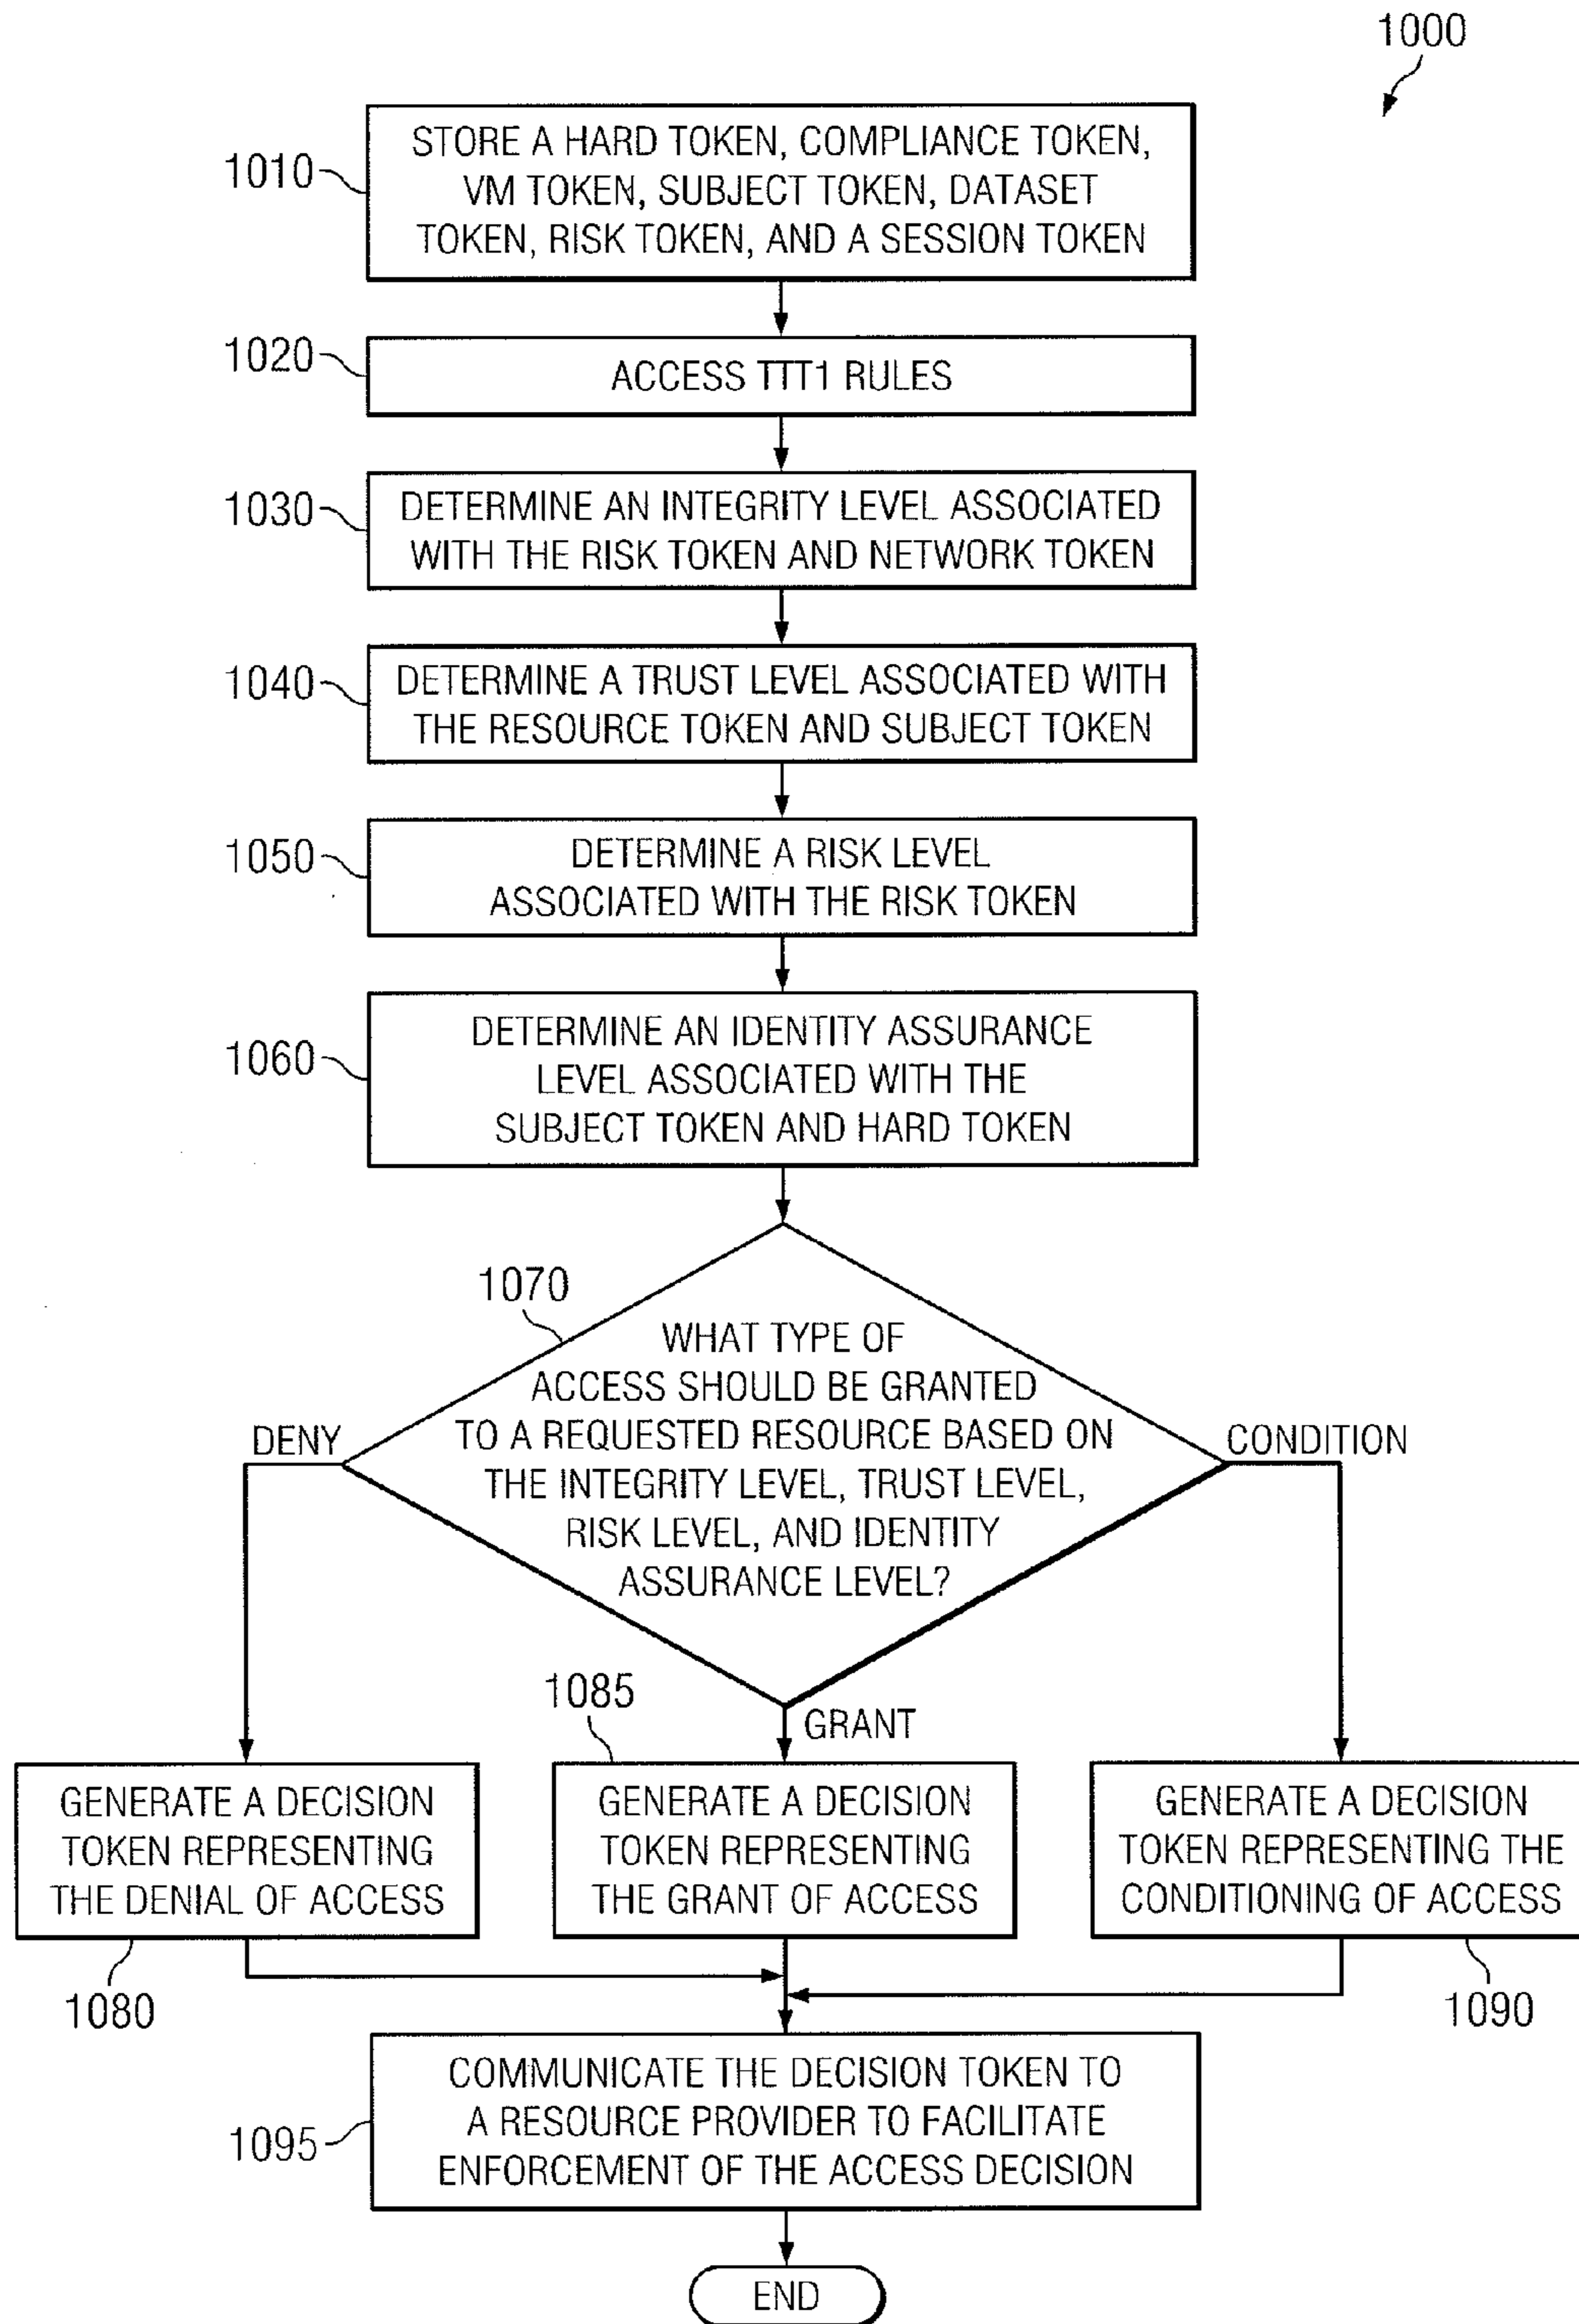 1000
1010
STORE A HARD TOKEN, COMPLIANCE TOKEN,
VM TOKEN, SUBJECT TOKEN, DATASET
TOKEN, RISK TOKEN, AND A SESSION TOKEN
1020
ACCESS TTT1 RULES
1030
DETERMINE AN INTEGRITY LEVEL ASSOCIATED
WITH THE RISK TOKEN AND NETWORK TOKEN
1040
DETERMINE A TRUST LEVEL ASSOCIATED WITH
THE RESOURCE TOKEN AND SUBJECT TOKEN
1050
DETERMINE A RISK LEVEL
ASSOCIATED WITH THE RISK TOKEN
1060
DETERMINE AN IDENTITY ASSURANCE
LEVEL ASSOCIATED WITH THE
SUBJECT TOKEN AND HARD TOKEN
1070
WHAT TYPE OF
ACCESS SHOULD BE GRANTED
TO A REQUESTED RESOURCE BASED ON
THE INTEGRITY LEVEL, TRUST LEVEL,
RISK LEVEL, AND IDENTITY
ASSURANCE LEVEL?
DENY
CONDITION
GRANT
1085
GENERATE A DECISION
TOKEN REPRESENTING
THE DENIAL OF ACCESS
1080
GENERATE A DECISION
TOKEN REPRESENTING
THE GRANT OF ACCESS
GENERATE A DECISION
TOKEN REPRESENTING THE
CONDITIONING OF ACCESS
1090
1095
COMMUNICATE THE DECISION TOKEN TO
A RESOURCE PROVIDER TO FACILITATE
ENFORCEMENT OF THE ACCESS DECISION
END